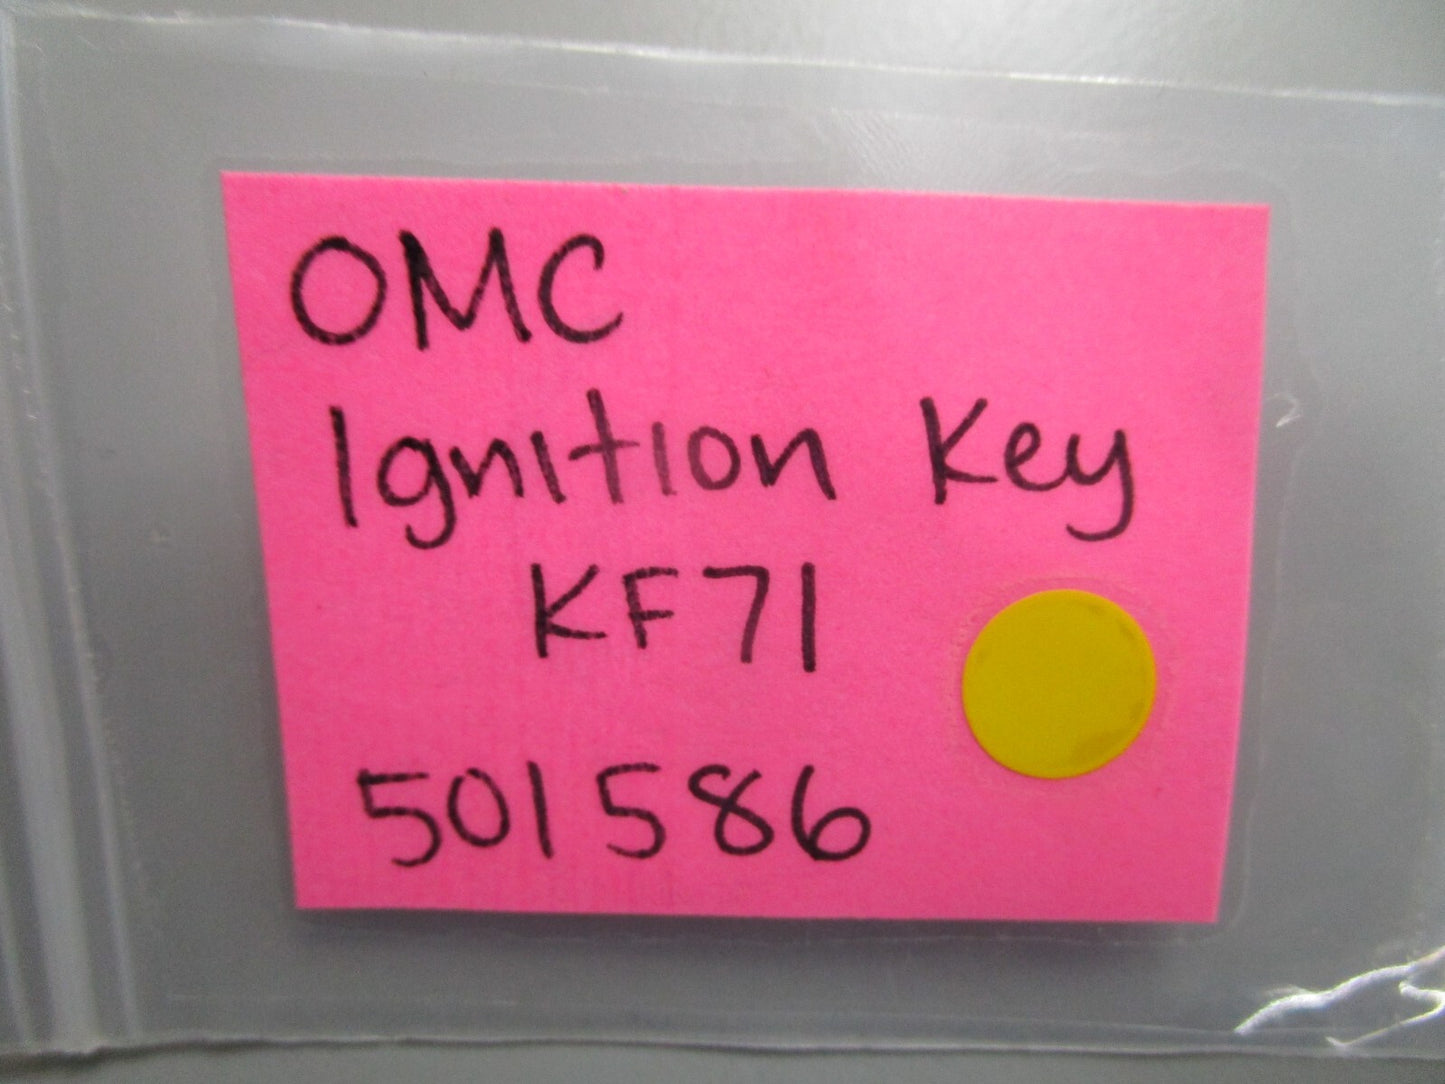 OMC
Ignition Key
KF71
501586